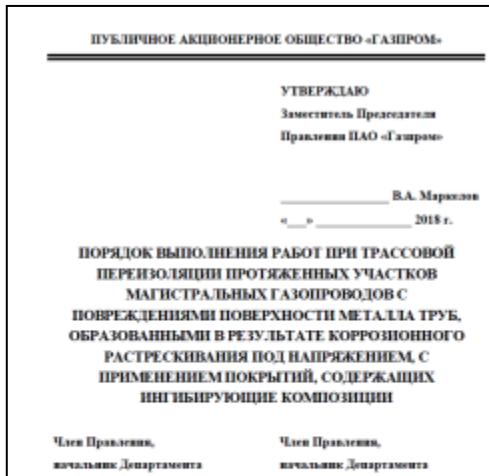 ПУБЛИЧНОЕ АКЦИОНЕРНОЕ ОБЩЕСТВО «ГАЗПРОМ»
УТВЕРЖДАЮ
Заместитель Председателя
Правления ПАО «Газпром»
_______________ В.А. Маркелов
«___» _______________ 2018 г.
ПОРЯДОК ВЫПОЛНЕНИЯ РАБОТ ПРИ ТРАССОВОЙ
ПЕРЕИЗОЛЯЦИИ ПРОТЯЖЕННЫХ УЧАСТКОВ
МАГИСТРАЛЬНЫХ ГАЗОПРОВОДОВ С
ПОВРЕЖДЕНИЯМИ ПОВЕРХНОСТИ МЕТАЛЛА ТРУБ,
ОБРАЗОВАННЫМИ В РЕЗУЛЬТАТЕ КОРРОЗИОННОГО
РАСТРЕСКИВАНИЯ ПОД НАПРЯЖЕНИЕМ, С
ПРИМЕНЕНИЕМ ПОКРЫТИЙ, СОДЕРЖАЩИХ
ИНГИБИРУЮЩИЕ КОМПОЗИЦИИ
Член Правления, Член Правления,
начальник Департамента начальник Департамента